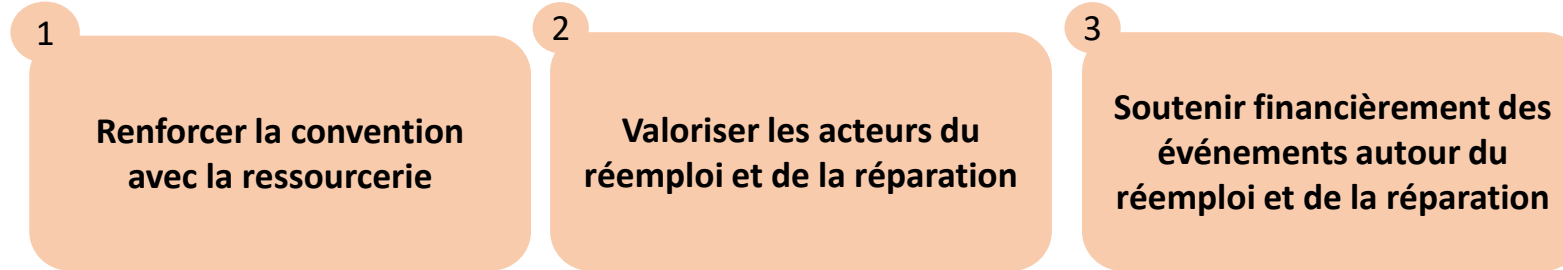 1
Renforcer la convention
avec la ressourcerie
2
Valoriser les acteurs du
réemploi et de la réparation
3
Soutenir financièrement des
événements autour du
réemploi et de la réparation